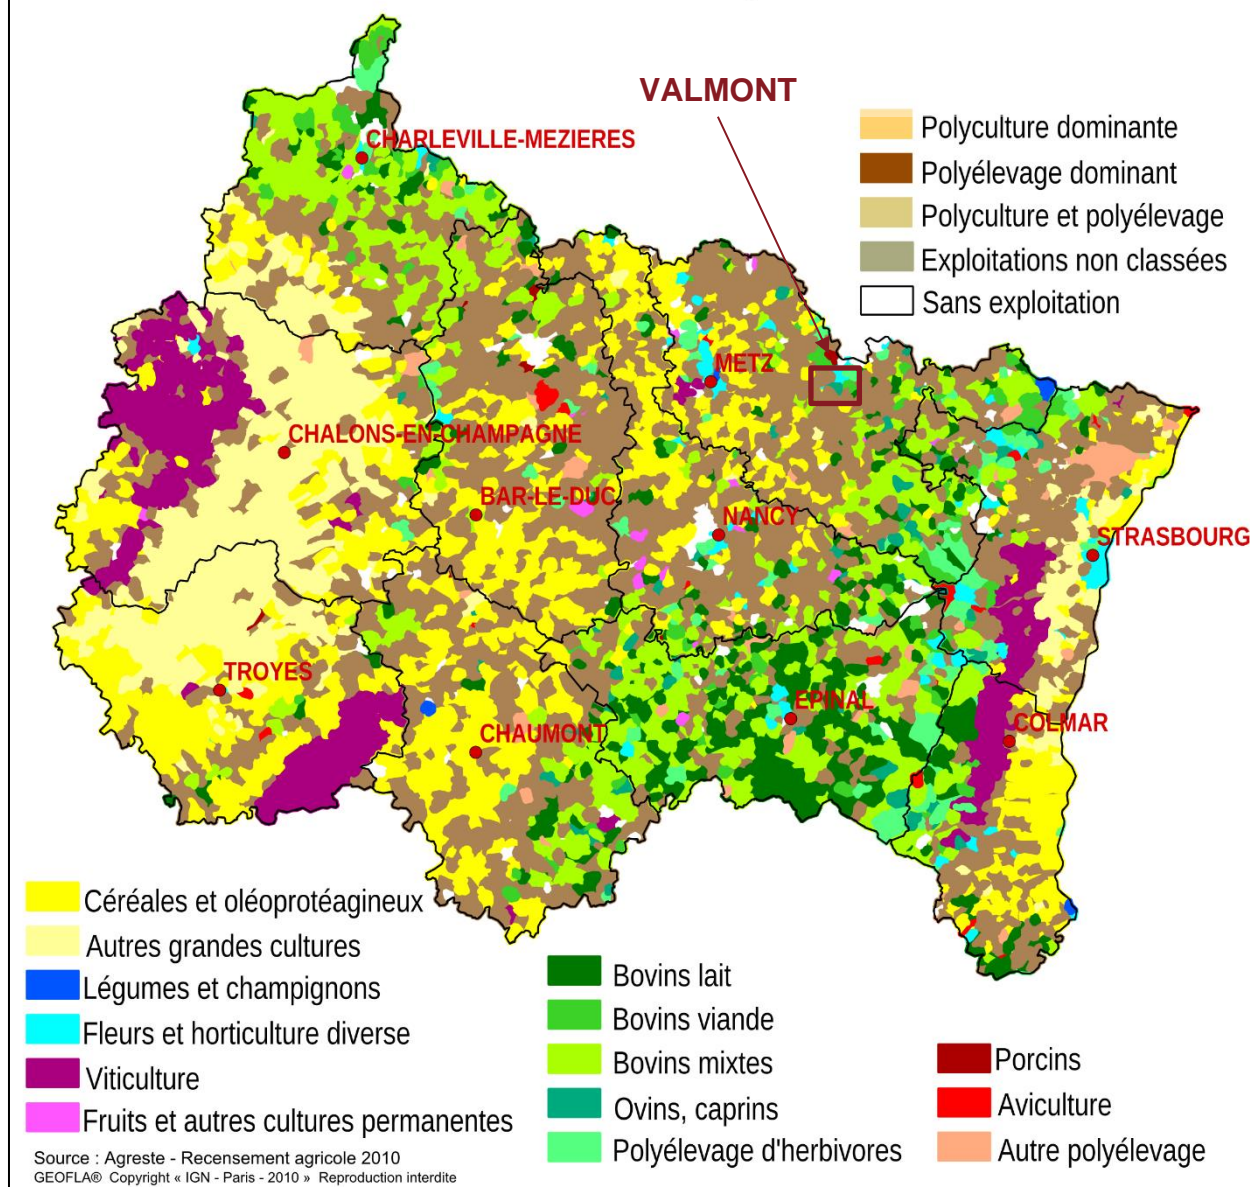 VALMONT
Polyculture dominante
Polyélevage dominant
Polyculture et polyélevage
Exploitations non classées
Sans exploitation
CHARLEVILLE-MEZIERES
METZ
CHALONS-EN-CHAMPAGNE
BAR-LE-DUC
NANCY
STRASBOURG
TROYES
EPINAL
CHAUMONT
COLMAR
Céréales et oléoprotéagineux
Autres grandes cultures
Légumes et champignons
Fleurs et horticulture diverse
Viticulture
Fruits et autres cultures permanentes
Bovins lait
Bovins viande
Bovins mixtes
Ovins, caprins
Polyélevage d'herbivores
Porcins
Aviculture
Autre polyélevage
Source : Agreste - Recensement agricole 2010
GEOFLA® Copyright « IGN - Paris - 2010 » Reproduction interdite